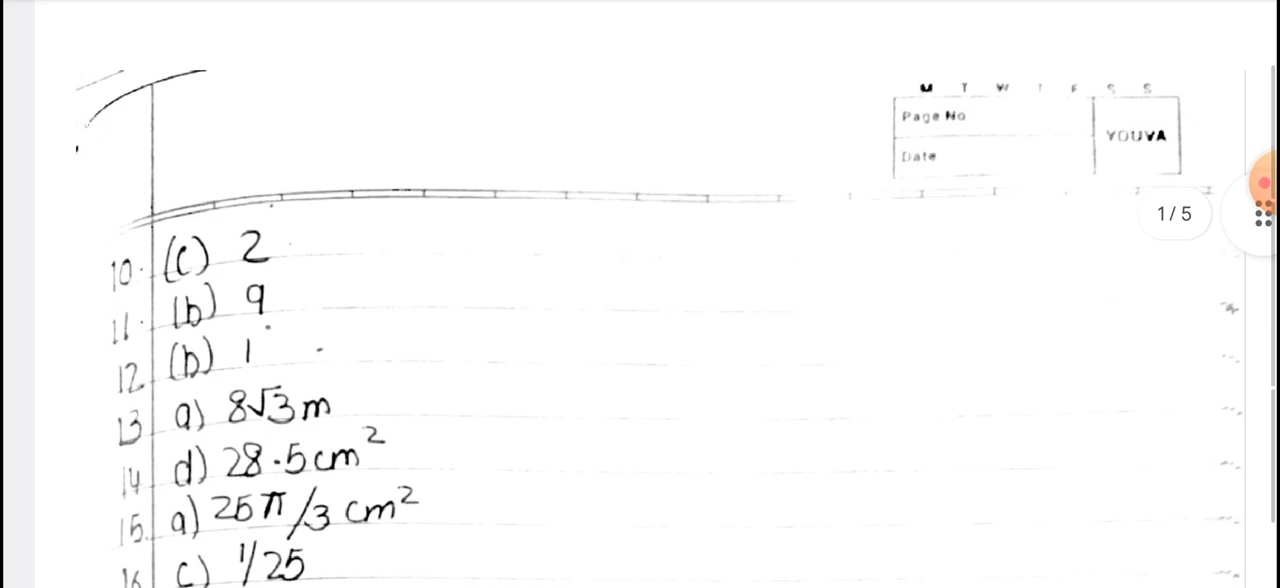 M T W T F S S
Page No
YOUVA
Date
1/5
10. (c) 2
11. (b) 9
12. (b) 1
13. a) 8√3 m
14. d) 28.5 cm²
15. a) 25π/3 cm²
16. c) 1/25